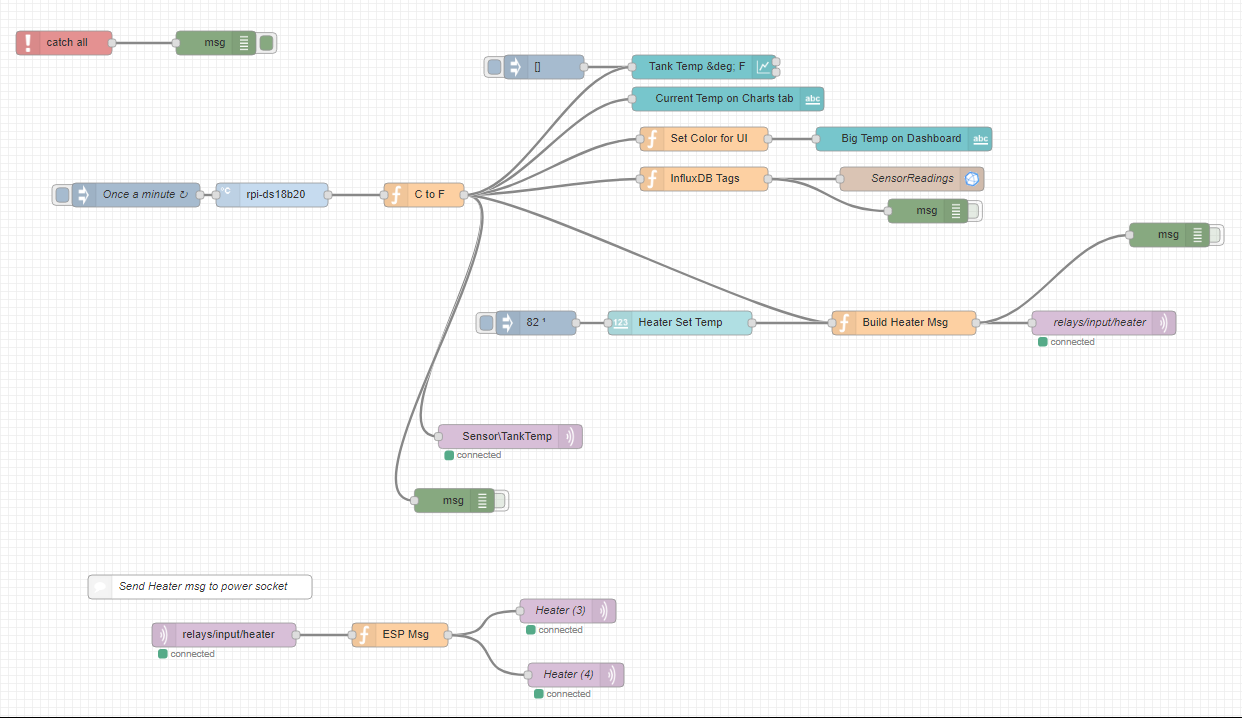 catch all
msg
[]
Tank Temp &deg; F
Current Temp on Charts tab
abc
Set Color for UI
Big Temp on Dashboard
abc
Once a minute ↻
°C
rpi-ds18b20
C to F
InfluxDB Tags
SensorReadings
msg
msg
82 ¹
123
Heater Set Temp
Build Heater Msg
relays/input/heater
connected
Sensor\TankTemp
connected
msg
Send Heater msg to power socket
relays/input/heater
connected
ESP Msg
Heater (3)
connected
Heater (4)
connected